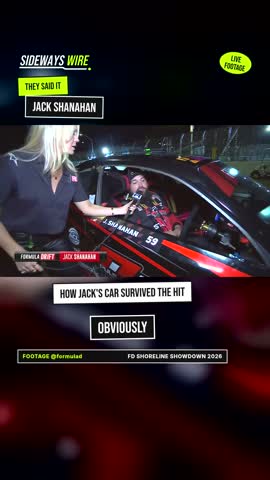 SIDEWAYS WIRE.
LIVE
FOOTAGE
THEY SAID IT
JACK SHANAHAN
J. SHANAHAN
59
FORMULA DRIFT JACK SHANAHAN
HOW JACK'S CAR SURVIVED THE HIT
OBVIOUSLY
FOOTAGE @formulad
FD SHORELINE SHOWDOWN 2026